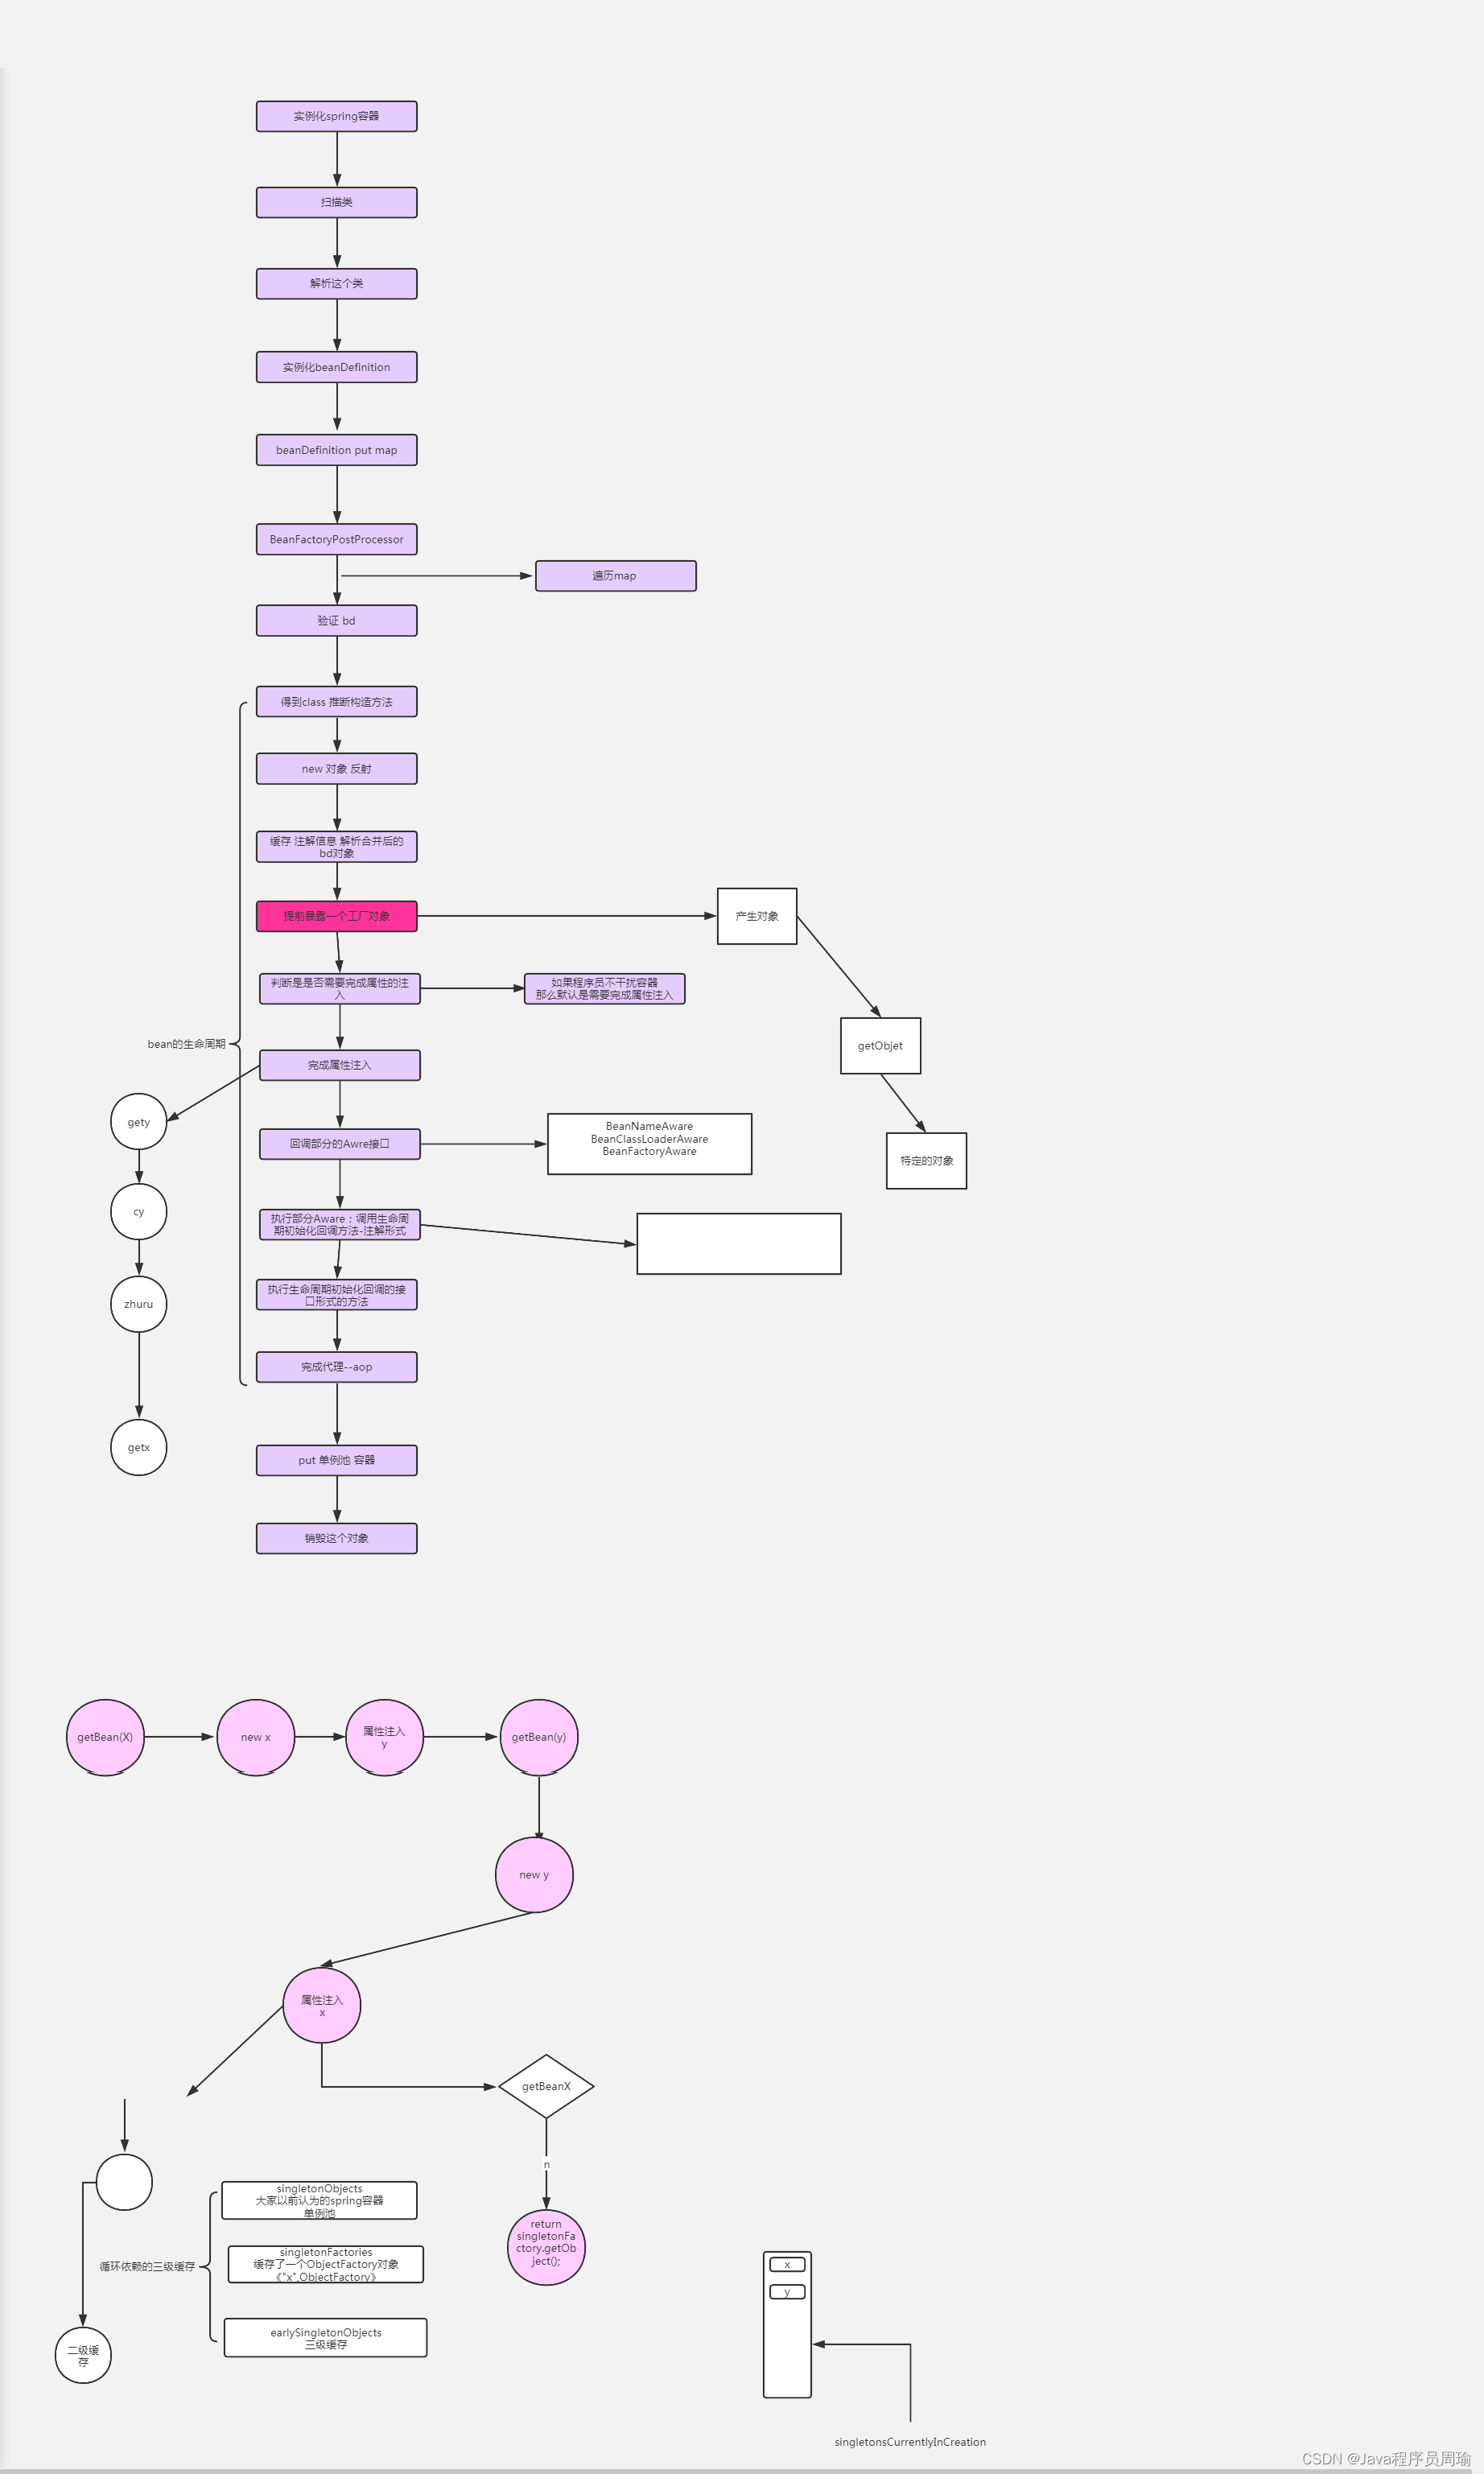 实例化spring容器
扫描类
解析这个类
实例化beanDefinition
beanDefinition put map
BeanFactoryPostProcessor
遍历map
验证 bd
得到class 推断构造方法
new 对象 反射
缓存 注解信息 解析合并后的
bd对象
提前暴露一个工厂对象
产生对象
判断是是否需要完成属性的注
入
如果程序员不干扰容器
那么默认是需要完成属性注入
getObjet
bean的生命周期
完成属性注入
gety
回调部分的Awre接口
BeanNameAware
BeanClassLoaderAware
BeanFactoryAware
特定的对象
cy
执行部分Aware：调用生命周
期初始化回调方法-注解形式
zhuru
执行生命周期初始化回调的接
口形式的方法
完成代理--aop
getx
put 单例池 容器
销毁这个对象
getBean(X)
new x
属性注入
y
getBean(y)
new y
属性注入
x
getBeanX
n
singletonObjects
大家以前认为的spring容器
单例池
return
singletonFa
ctory.getOb
ject();
循环依赖的三级缓存
singletonFactories
缓存了一个ObjectFactory对象
《"x",ObjectFactory》
x
y
earlySingletonObjects
三级缓存
二级缓
存
singletonsCurrentlyInCreation
CSDN @Java程序员周瑜